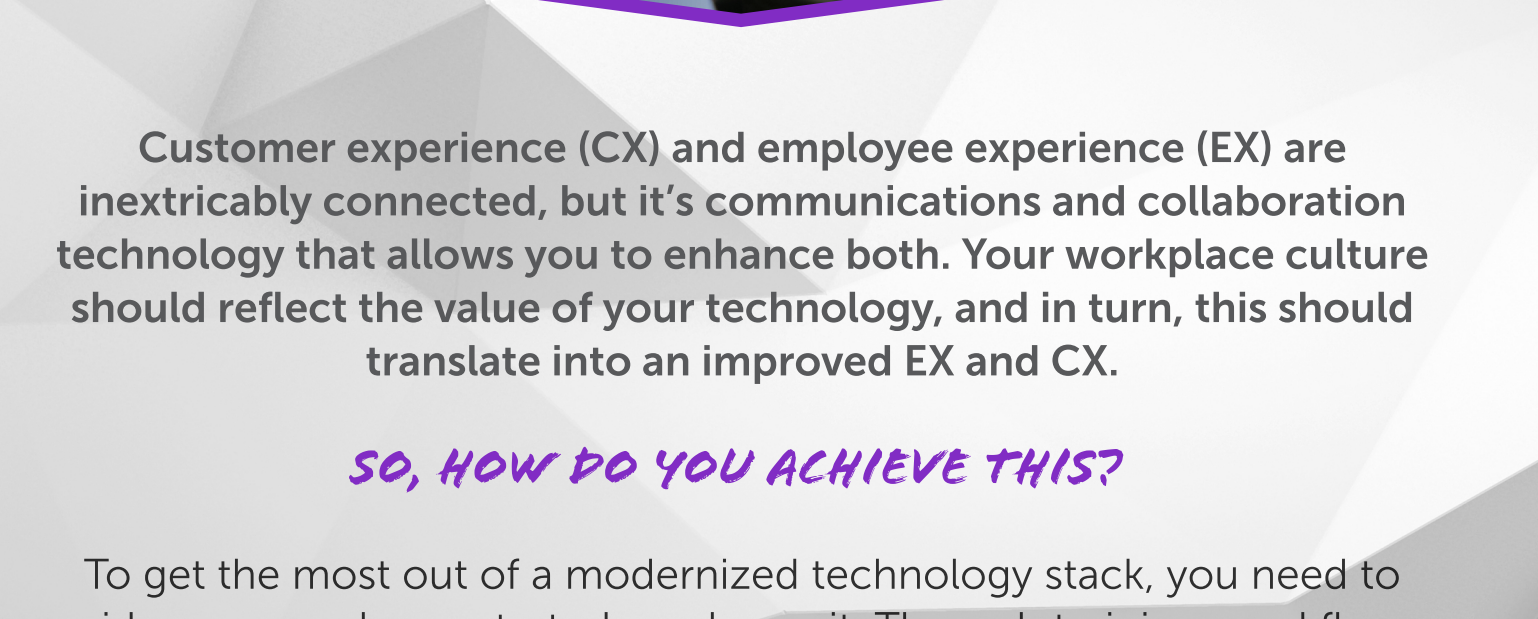 Customer experience (CX) and employee experience (EX) are
inextricably connected, but it’s communications and collaboration
technology that allows you to enhance both. Your workplace culture
should reflect the value of your technology, and in turn, this should
translate into an improved EX and CX.
SO, HOW DO YOU ACHIEVE THIS?
To get the most out of a modernized technology stack, you need to